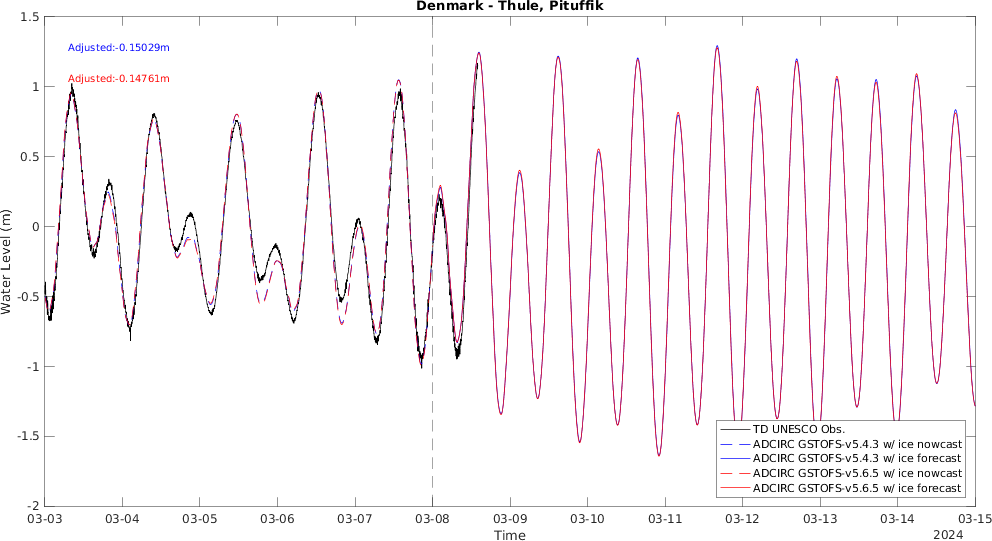 Denmark - Thule, Pituffik
Adjusted:-0.15029m
Adjusted:-0.14761m
1.5
1
0.5
0
-0.5
-1
-1.5
-2
Water Level (m)
TD UNESCO Obs.
ADCIRC GSTOFS-v5.4.3 w/ ice nowcast
ADCIRC GSTOFS-v5.4.3 w/ ice forecast
ADCIRC GSTOFS-v5.6.5 w/ ice nowcast
ADCIRC GSTOFS-v5.6.5 w/ ice forecast
03-03 03-04 03-05 03-06 03-07 03-08 03-09 03-10 03-11 03-12 03-13 03-14 03-15
Time
2024